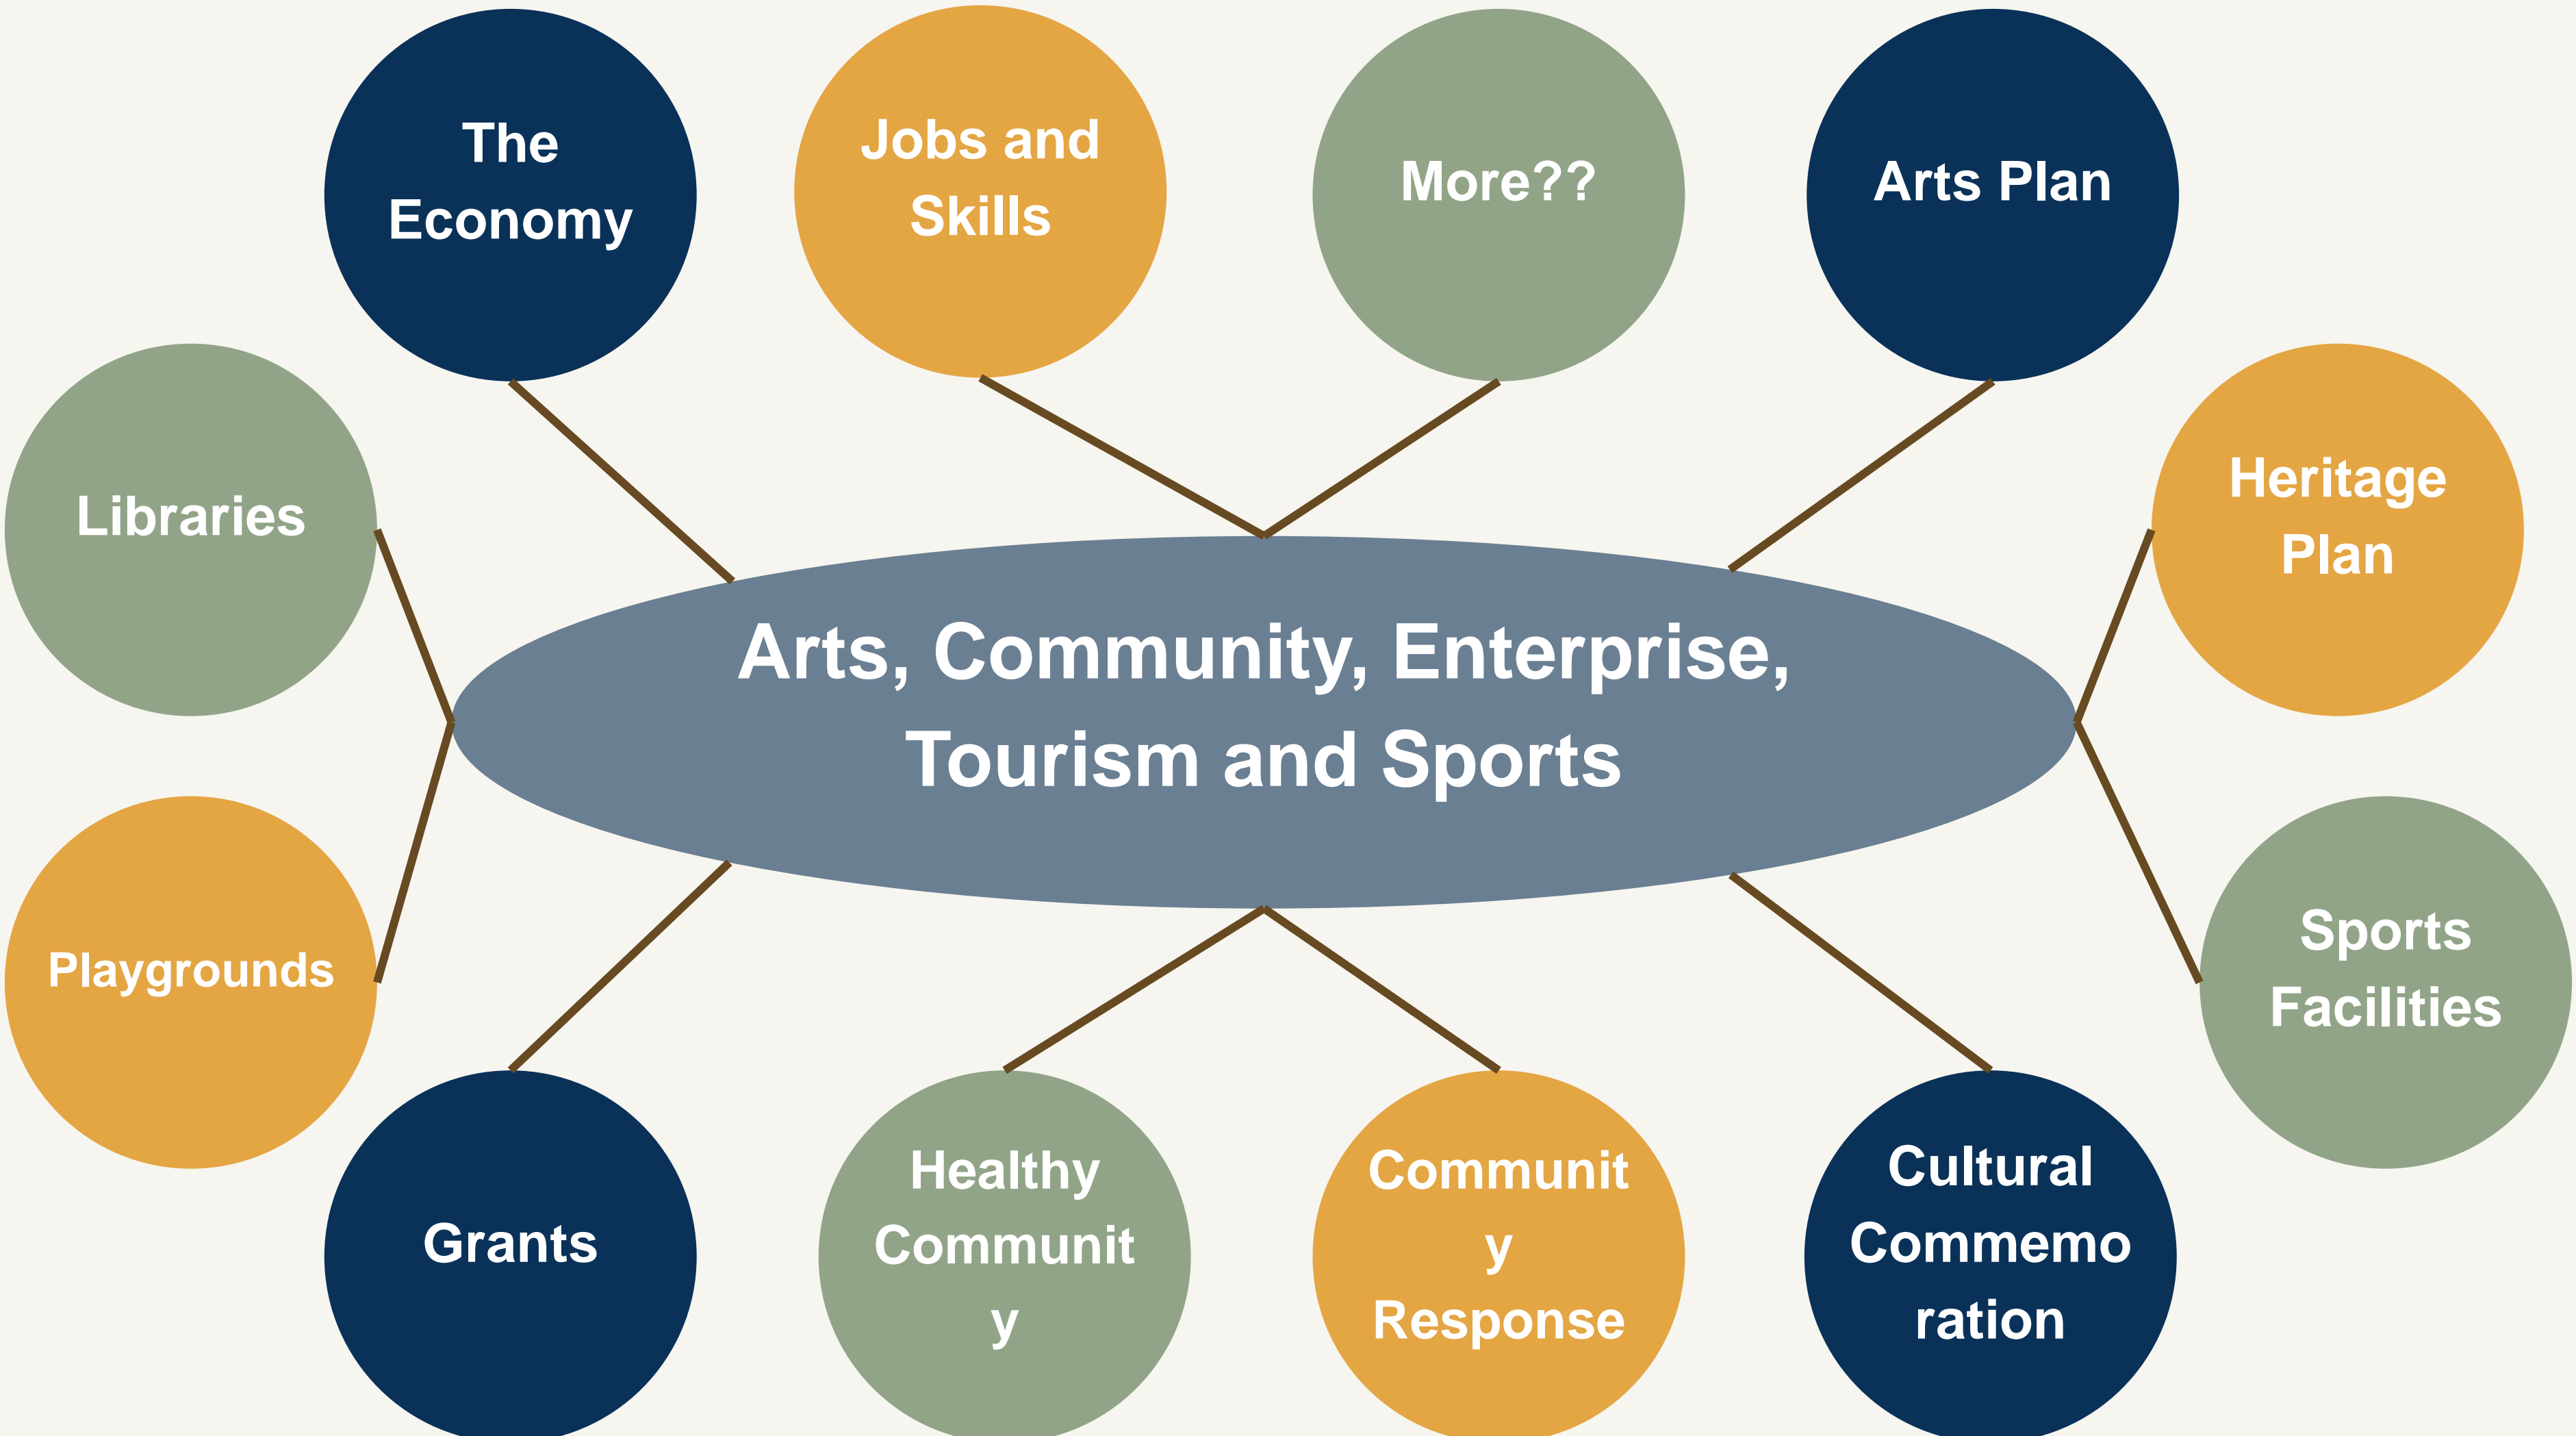 The
Economy
Jobs and
Skills
More??
Arts Plan
Libraries
Heritage
Plan
Arts, Community, Enterprise,
Tourism and Sports
Playgrounds
Sports
Facilities
Grants
Healthy
Communit
y
Communit
y
Response
Cultural
Commemo
ration